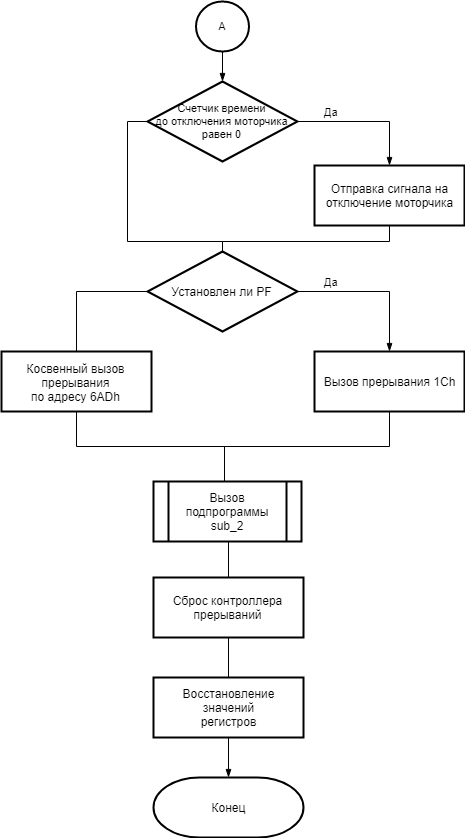 А
Счетчик времени
до отключения моторчика
равен 0
Да
Отправка сигнала на
отключение моторчика
Установлен ли PF
Да
Косвенный вызов
прерывания
по адресу 6ADh
Вызов прерывания 1Ch
Вызов
подпрограммы
sub_2
Сброс контроллера
прерываний
Восстановление
значений
регистров
Конец